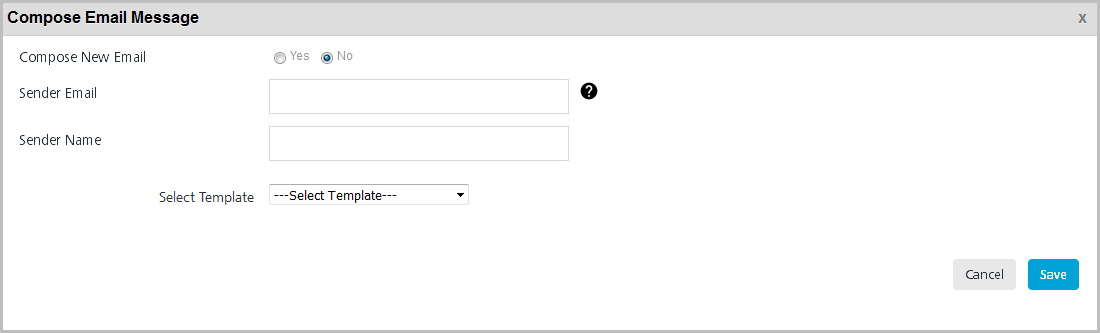 Compose Email Message x
Compose New Email Yes No
Sender Email ?
Sender Name
Select Template ---Select Template---
Cancel Save